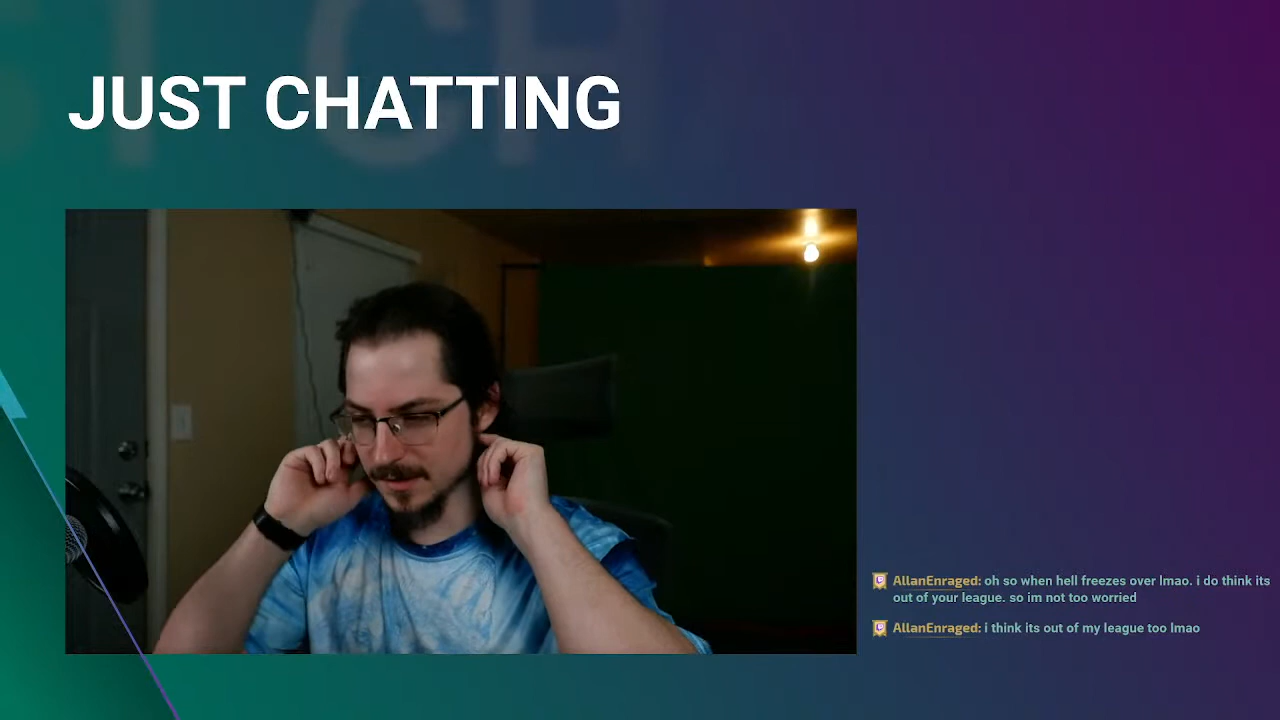 JUST CHATTING
AllanEnraged: oh so when hell freezes over lmao. i do think its
out of your league. so im not too worried
AllanEnraged: i think its out of my league too lmao